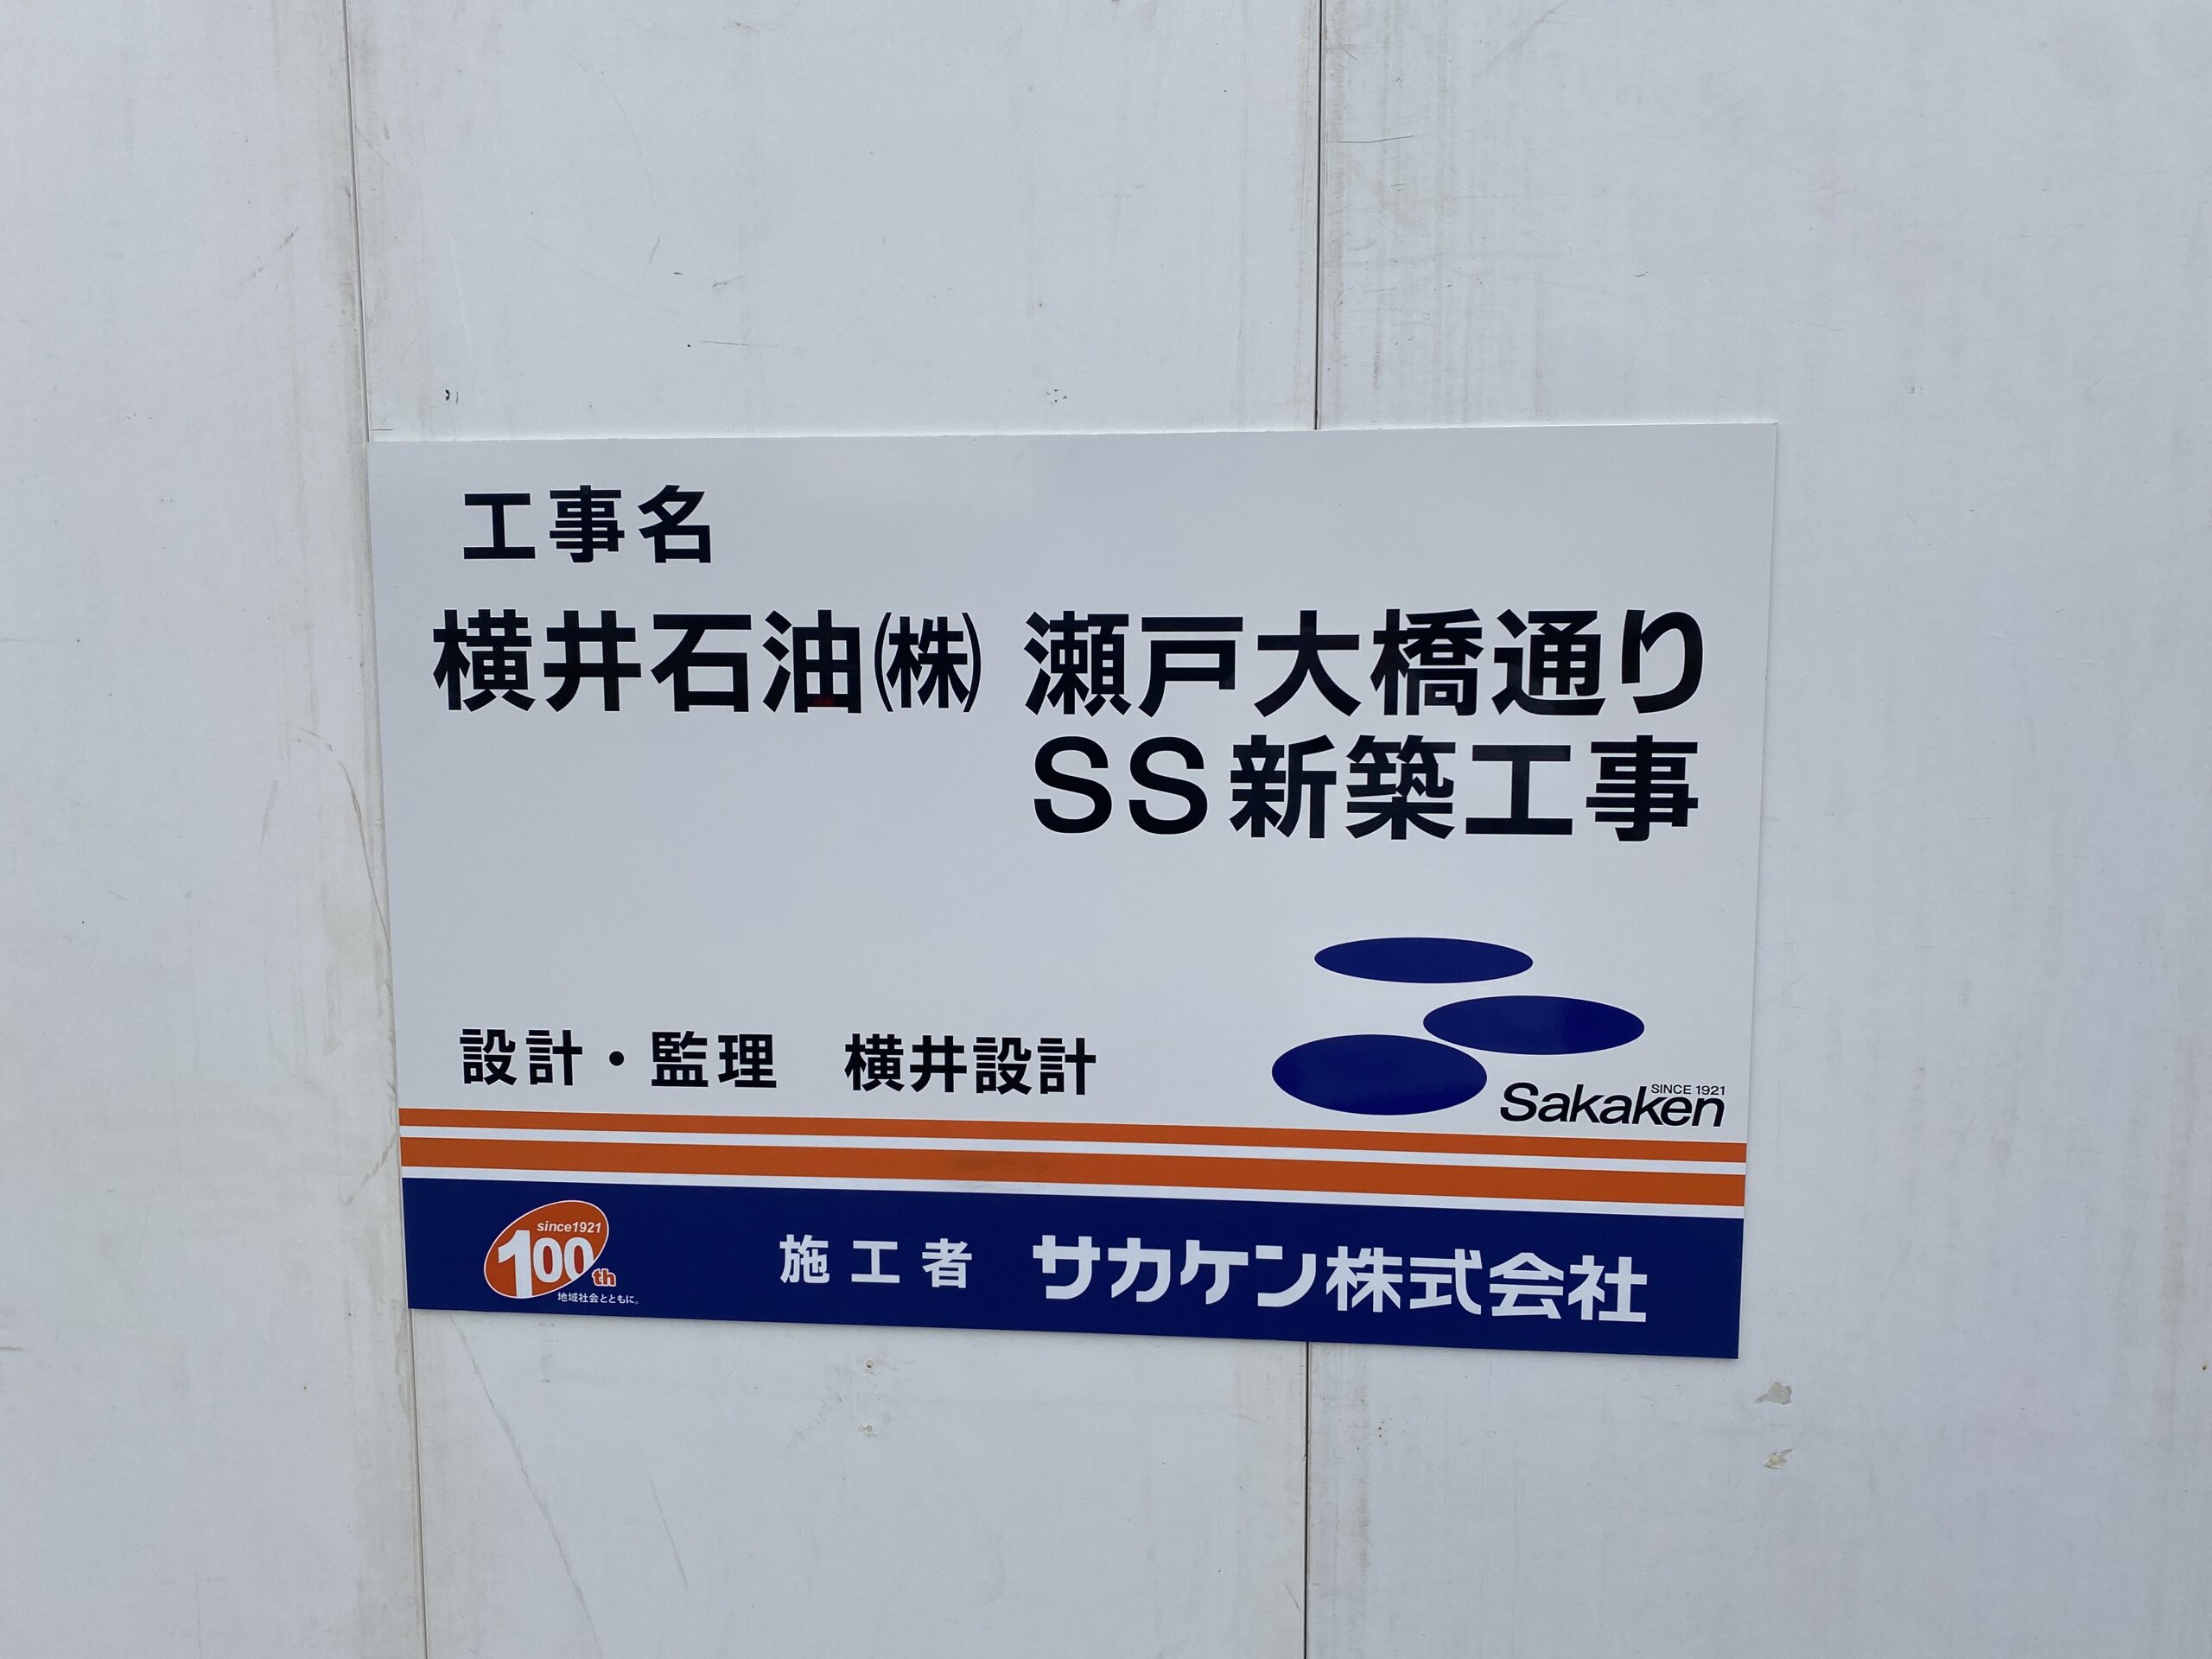 工事名
横井石油㈱ 瀬戸大橋通り
SS新築工事
設計・監理 横井設計
SINCE 1921
Sakaken
since1921
100th
地域社会とともに。
施工者 サカケン株式会社